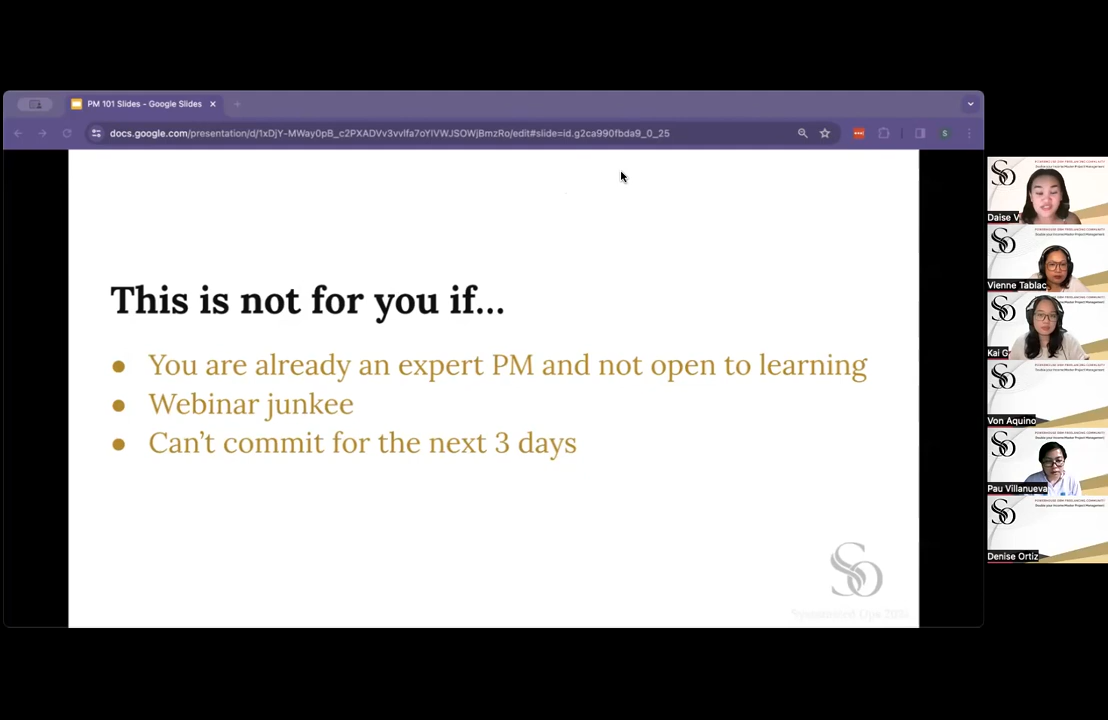 PM 101 Slides - Google Slides
docs.google.com/presentation/d/1xDjY-MWay0pB_c2PXADVv3vvlfa7oYlVWJSOWjBmzRo/edit#slide=id.g2ca990fbda9_0_25
S
This is not for you if...
● You are already an expert PM and not open to learning
● Webinar junkee
● Can't commit for the next 3 days
SO
Daise V
Vienne Tablac
Kai G
Von Aquino
Pau Villanueva
Denise Ortiz